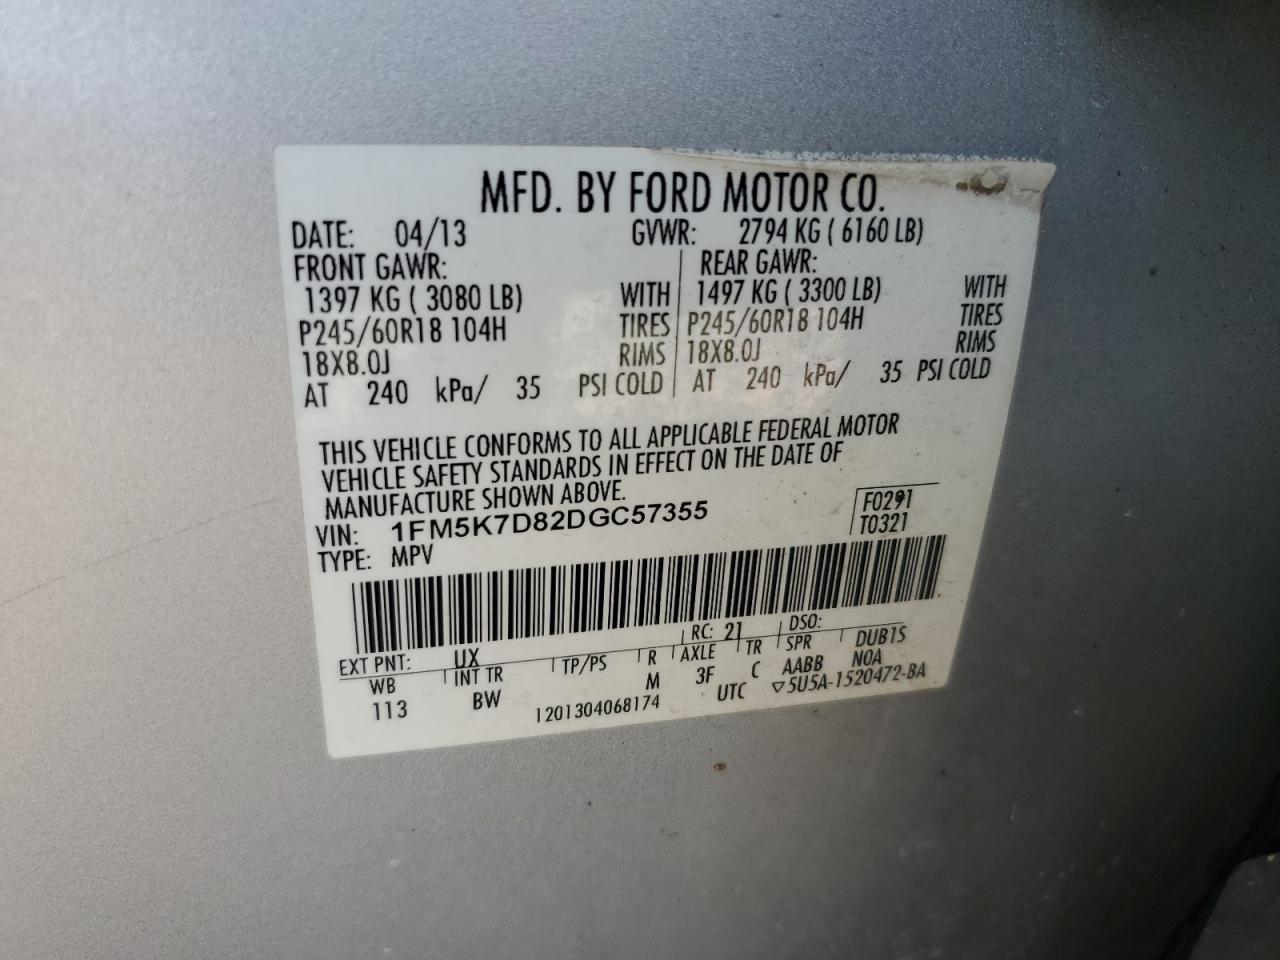 MFD. BY FORD MOTOR CO.
DATE: 04/13 GVWR: 2794 KG ( 6160 LB)
FRONT GAWR: REAR GAWR:
1397 KG ( 3080 LB) WITH 1497 KG ( 3300 LB) WITH
P245/60R18 104H TIRES P245/60R18 104H TIRES
18X8.0J RIMS 18X8.0J RIMS
AT 240 kPa/ 35 PSI COLD AT 240 kPa/ 35 PSI COLD
THIS VEHICLE CONFORMS TO ALL APPLICABLE FEDERAL MOTOR
VEHICLE SAFETY STANDARDS IN EFFECT ON THE DATE OF
MANUFACTURE SHOWN ABOVE.
VIN: 1FM5K7D82DGC57355 F0291
TYPE: MPV T0321
EXT PNT: UX RC: 21 DSO:
WB INT TR TP/PS R AXLE TR SPR DUB1S
113 BW M 3F C AABB NOA
1201304068174 UTC ▽5U5A-1520472-BA